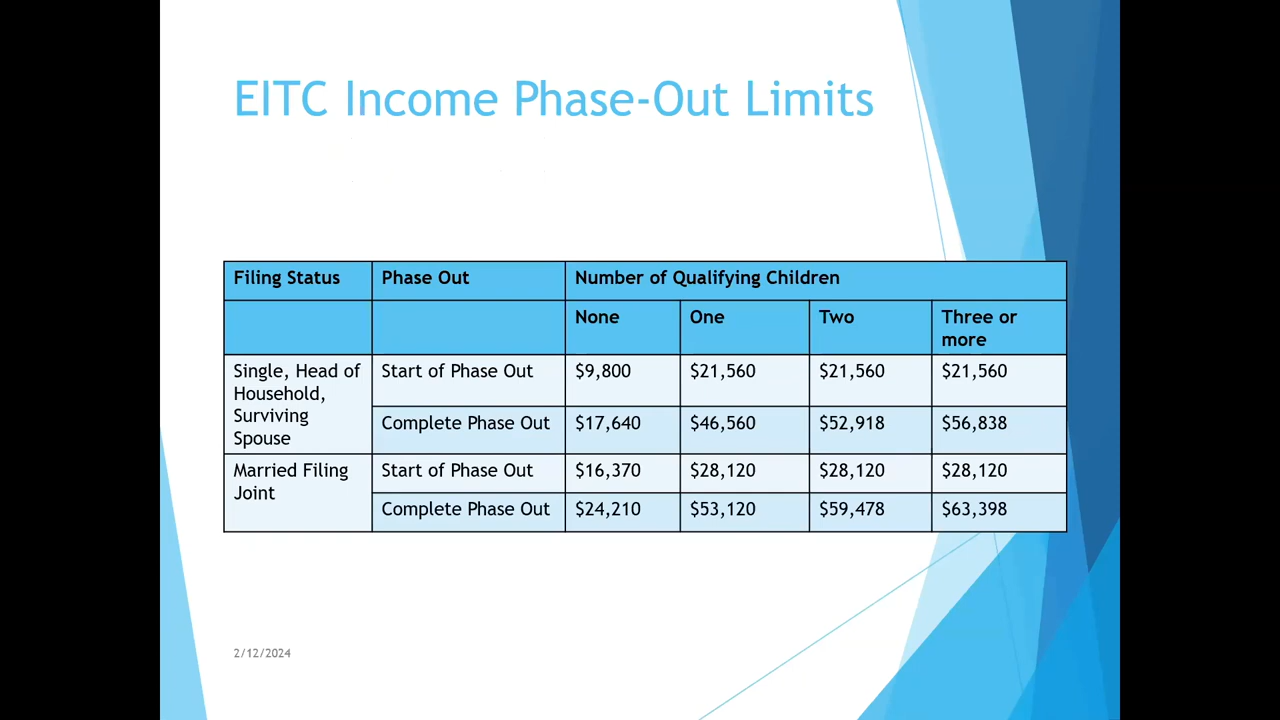 EITC Income Phase-Out Limits
Filing Status Phase Out Number of Qualifying Children
None One Two Three or
more
Single, Head of
Household,
Surviving
Spouse
Start of Phase Out $9,800 $21,560 $21,560 $21,560
Complete Phase Out $17,640 $46,560 $52,918 $56,838
Married Filing
Joint
Start of Phase Out $16,370 $28,120 $28,120 $28,120
Complete Phase Out $24,210 $53,120 $59,478 $63,398
2/12/2024